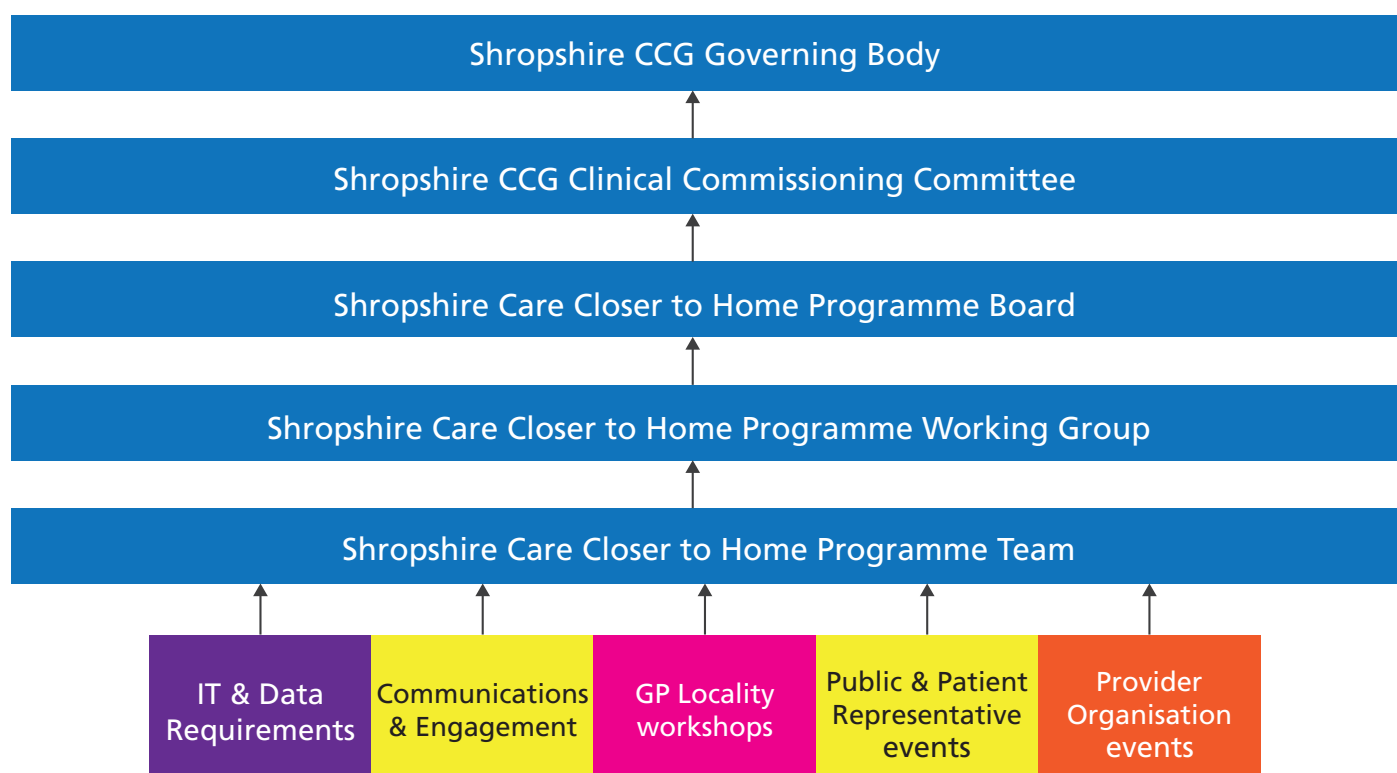 Shropshire CCG Governing Body
Shropshire CCG Clinical Commissioning Committee
Shropshire Care Closer to Home Programme Board
Shropshire Care Closer to Home Programme Working Group
Shropshire Care Closer to Home Programme Team
IT & Data
Requirements
Communications
& Engagement
GP Locality
workshops
Public & Patient
Representative
events
Provider
Organisation
events